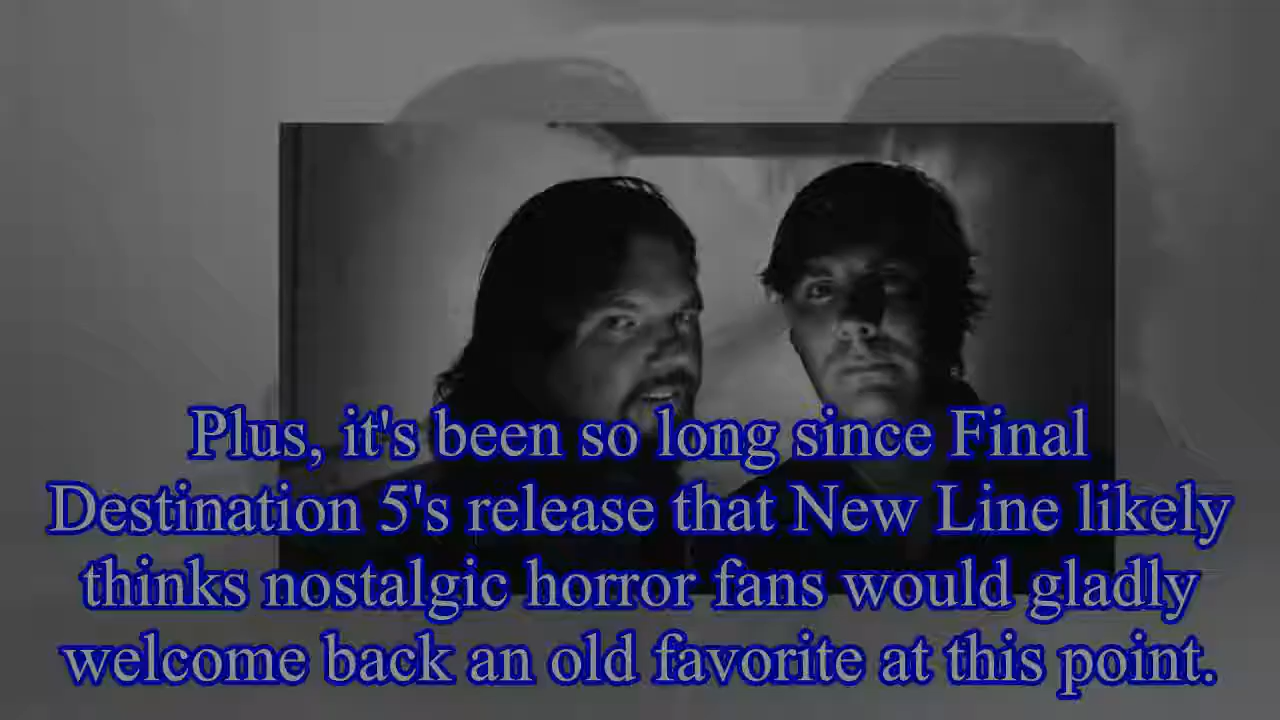 Plus, it's been so long since Final
Destination 5's release that New Line likely
thinks nostalgic horror fans would gladly
welcome back an old favorite at this point.